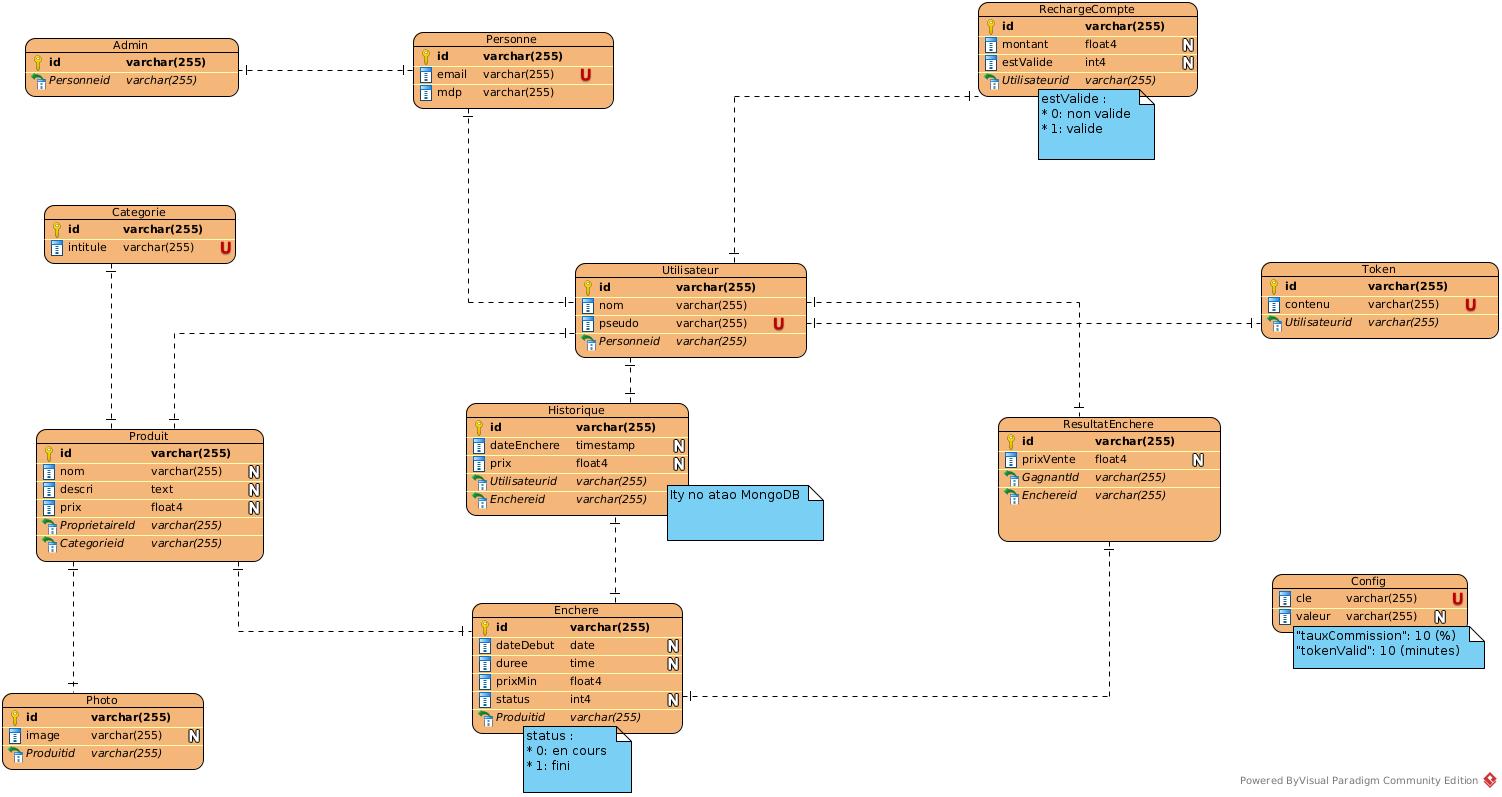 Admin
id varchar(255)
Personneid varchar(255)
Personne
id varchar(255)
email varchar(255) U
mdp varchar(255)
RechargeCompte
id varchar(255)
montant float4 N
estValide int4 N
Utilisateurid varchar(255)
estValide :
* 0: non valide
* 1: valide
Categorie
id varchar(255)
intitule varchar(255) U
Utilisateur
id varchar(255)
nom varchar(255)
pseudo varchar(255) U
Personneid varchar(255)
Token
id varchar(255)
contenu varchar(255) U
Utilisateurid varchar(255)
Produit
id varchar(255)
nom varchar(255) N
descri text N
prix float4 N
ProprietaireId varchar(255)
Categorieid varchar(255)
Historique
id varchar(255)
dateEnchere timestamp N
prix float4 N
Utilisateurid varchar(255)
Enchereid varchar(255)
Ity no atao MongoDB
ResultatEnchere
id varchar(255)
prixVente float4 N
GagnantId varchar(255)
Enchereid varchar(255)
Config
cle varchar(255) U
valeur varchar(255) N
"tauxCommission": 10 (%)
"tokenValid": 10 (minutes)
Enchere
id varchar(255)
dateDebut date N
duree time N
prixMin float4
status int4 N
Produitid varchar(255)
status :
* 0: en cours
* 1: fini
Photo
id varchar(255)
image varchar(255) N
Produitid varchar(255)
Powered ByVisual Paradigm Community Edition